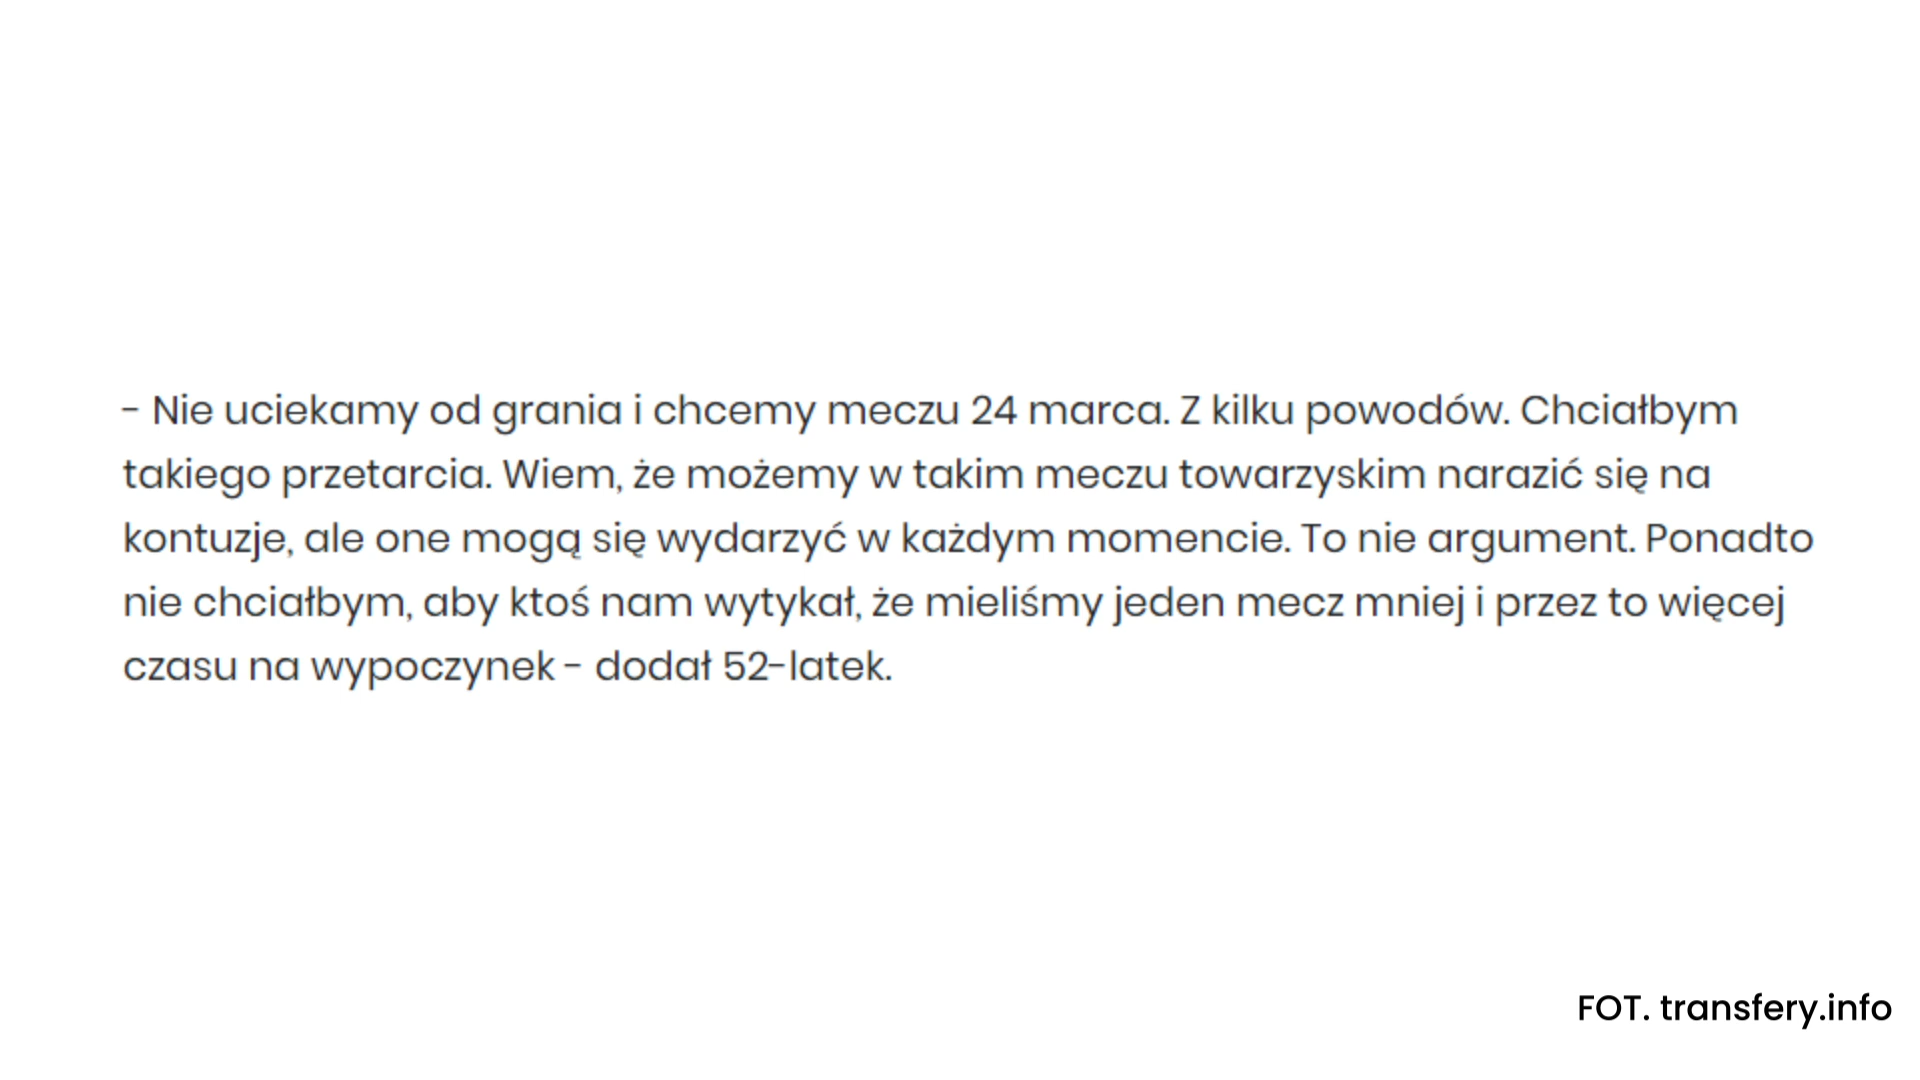 - Nie uciekamy od grania i chcemy meczu 24 marca. Z kilku powodów. Chciałbym
takiego przetarcia. Wiem, że możemy w takim meczu towarzyskim narazić się na
kontuzje, ale one mogą się wydarzyć w każdym momencie. To nie argument. Ponadto
nie chciałbym, aby ktoś nam wytykał, że mieliśmy jeden mecz mniej i przez to więcej
czasu na wypoczynek - dodał 52-latek.
FOT. transfery.info